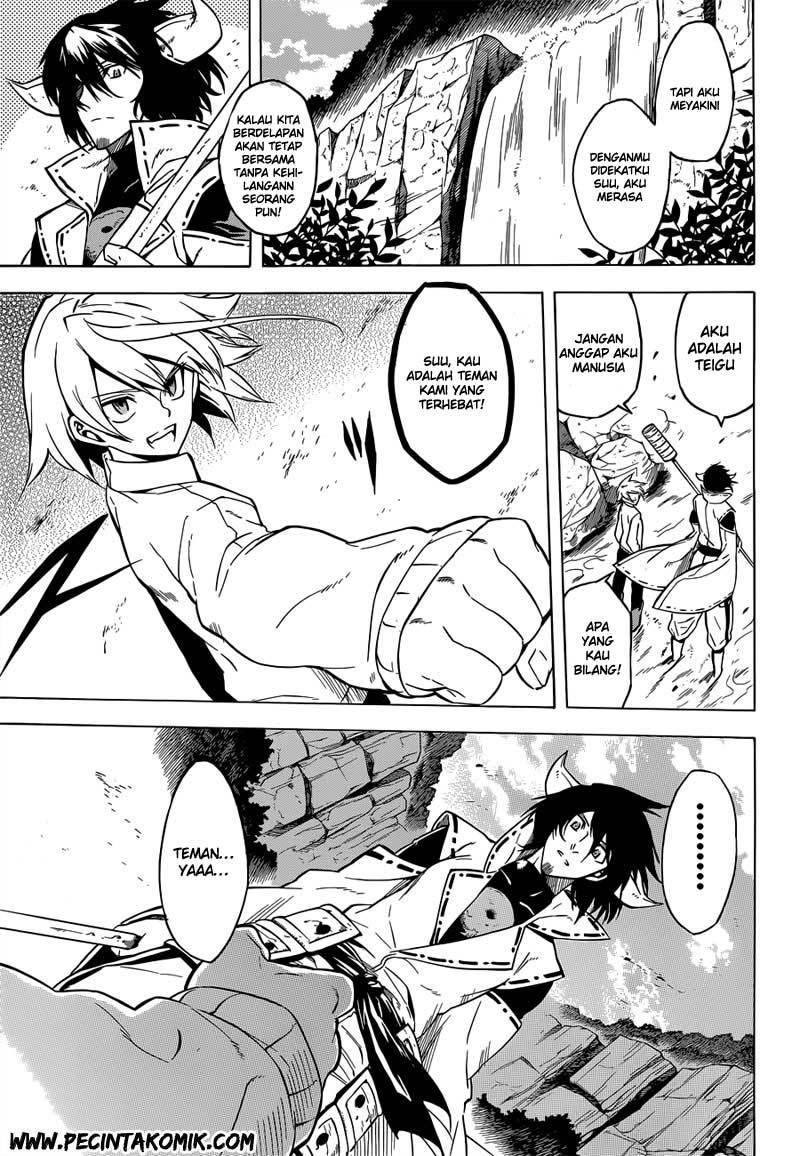 TAPI AKU
MEYAKINI
DENGANMU
DIDEKATKU
SUU, AKU
MERASA
KALAU KITA
BERDELAPAN
AKAN TETAP
BERSAMA
TANPA KEHI-
LANGANN
SEORANG
PUN!
AKU
ADALAH
TEIGU
JANGAN
ANGGAP AKU
MANUSIA
APA
YANG
KAU
BILANG!
SUU, KAU
ADALAH TEMAN
KAMI YANG
TERHEBAT!
........
TEMAN...
YAAA...
WWW.PECINTAKOMIK.COM